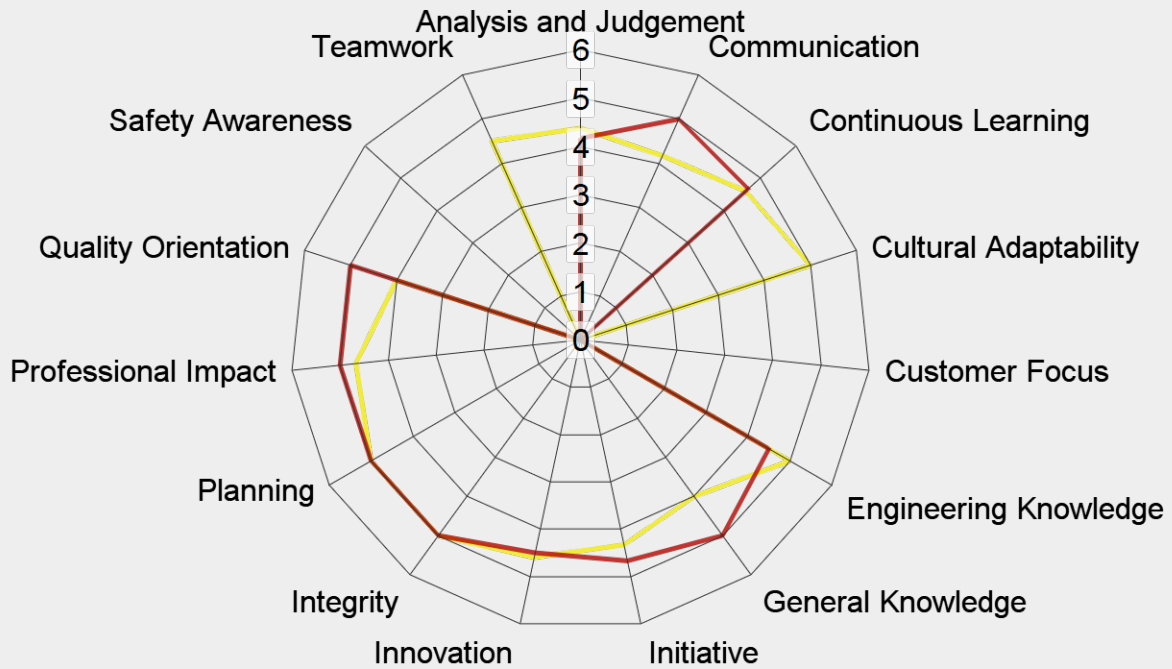 Analysis and Judgement
Teamwork
6
Communication
5
Safety Awareness
Continuous Learning
4
3
Quality Orientation
2
Cultural Adaptability
1
0
Professional Impact
Customer Focus
Planning
Engineering Knowledge
Integrity
General Knowledge
Innovation
Initiative